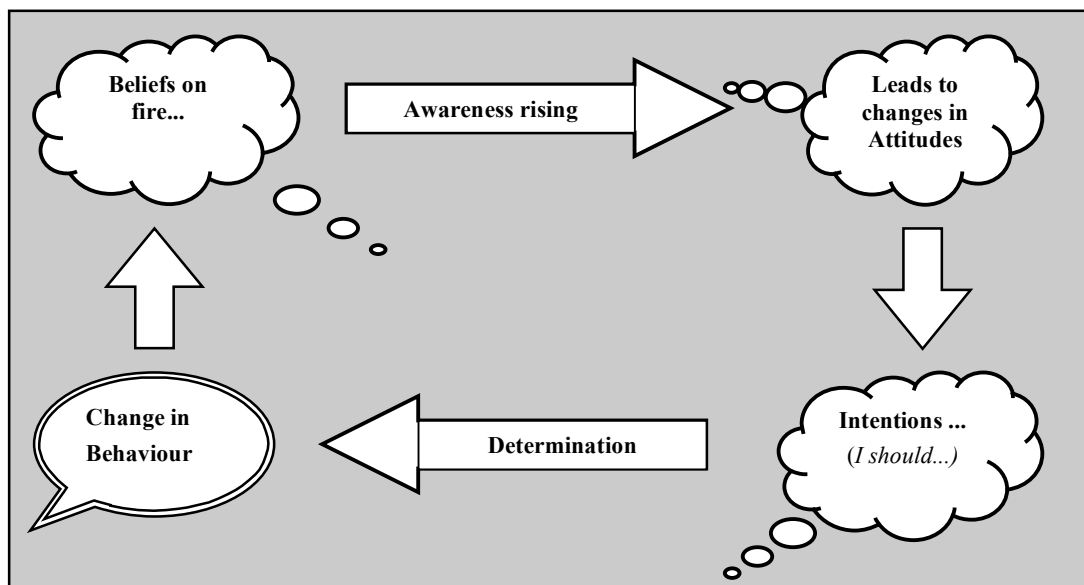 Beliefs on
fire...
Awareness rising
Leads to
changes in
Attitudes
Intentions ...
(I should...)
Determination
Change in
Behaviour